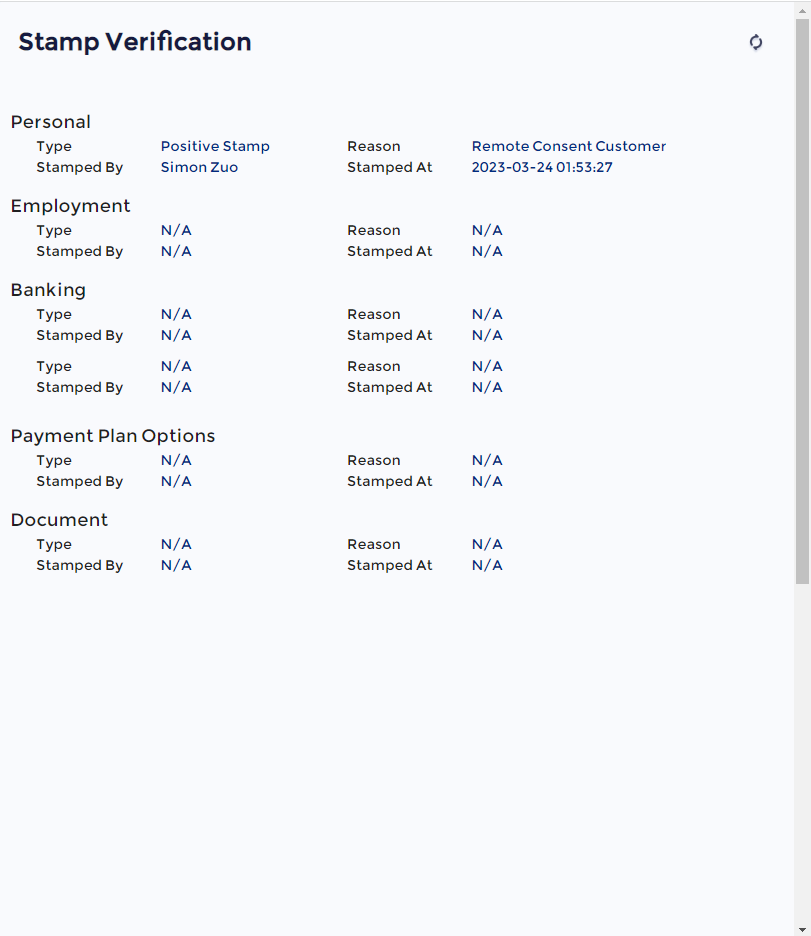 Stamp Verification
Personal
Type Positive Stamp Reason Remote Consent Customer
Stamped By Simon Zuo Stamped At 2023-03-24 01:53:27
Employment
Type N/A Reason N/A
Stamped By N/A Stamped At N/A
Banking
Type N/A Reason N/A
Stamped By N/A Stamped At N/A
Type N/A Reason N/A
Stamped By N/A Stamped At N/A
Payment Plan Options
Type N/A Reason N/A
Stamped By N/A Stamped At N/A
Document
Type N/A Reason N/A
Stamped By N/A Stamped At N/A